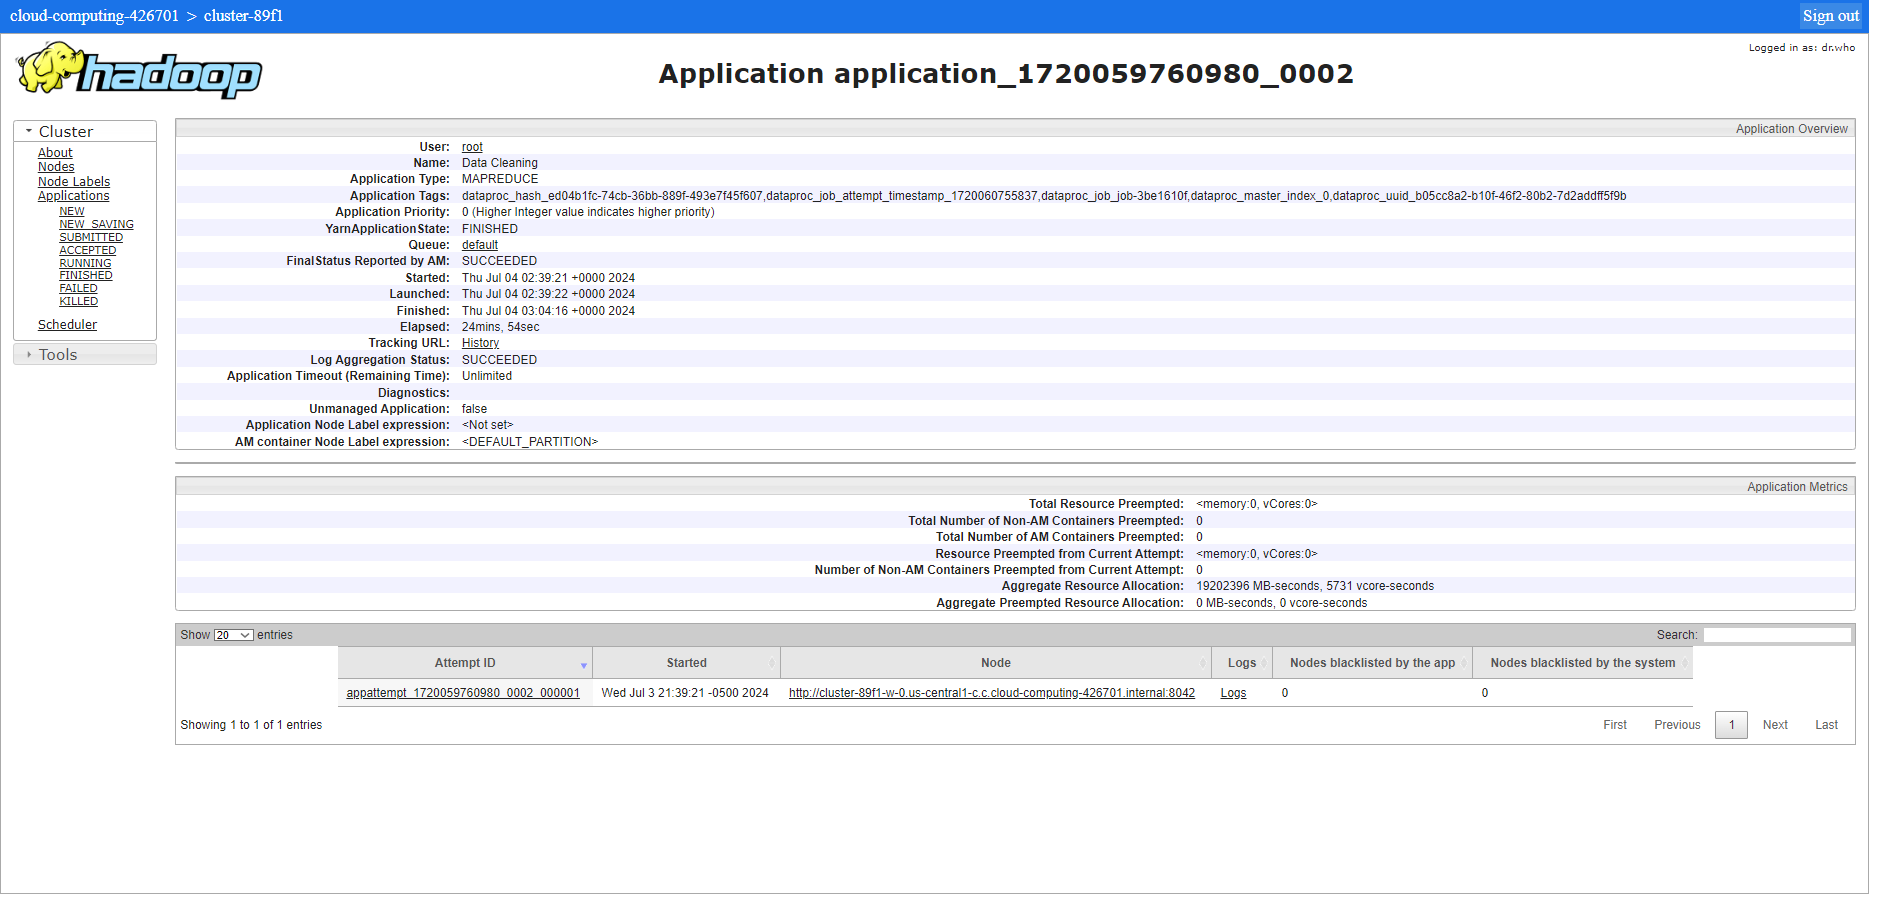 cloud-computing-426701 > cluster-89f1
Sign out
Logged in as: dr.who
hadoop
Application application_1720059760980_0002
Cluster
About
Nodes
Node Labels
Applications
NEW
NEW_SAVING
SUBMITTED
ACCEPTED
RUNNING
FINISHED
FAILED
KILLED
Scheduler
Tools
Application Overview
User: root
Name: Data Cleaning
Application Type: MAPREDUCE
Application Tags: dataproc_hash_ed04b1fc-74cb-36bb-889f-493e7f45f607,dataproc_job_attempt_timestamp_1720060755837,dataproc_job_job-3be1610f,dataproc_master_index_0,dataproc_uuid_b05cc8a2-b10f-46f2-80b2-7d2addff5f9b
Application Priority: 0 (Higher Integer value indicates higher priority)
YarnApplicationState: FINISHED
Queue: default
FinalStatus Reported by AM: SUCCEEDED
Started: Thu Jul 04 02:39:21 +0000 2024
Launched: Thu Jul 04 02:39:22 +0000 2024
Finished: Thu Jul 04 03:04:16 +0000 2024
Elapsed: 24mins, 54sec
Tracking URL: History
Log Aggregation Status: SUCCEEDED
Application Timeout (Remaining Time): Unlimited
Diagnostics:
Unmanaged Application: false
Application Node Label expression: <Not set>
AM container Node Label expression: <DEFAULT_PARTITION>
Application Metrics
Total Resource Preempted: <memory:0, vCores:0>
Total Number of Non-AM Containers Preempted: 0
Total Number of AM Containers Preempted: 0
Resource Preempted from Current Attempt: <memory:0, vCores:0>
Number of Non-AM Containers Preempted from Current Attempt: 0
Aggregate Resource Allocation: 19202396 MB-seconds, 5731 vcore-seconds
Aggregate Preempted Resource Allocation: 0 MB-seconds, 0 vcore-seconds
Show 20 entries
Search:
Attempt ID Started Node Logs Nodes blacklisted by the app Nodes blacklisted by the system
appattempt_1720059760980_0002_000001 Wed Jul 3 21:39:21 -0500 2024 http://cluster-89f1-w-0.us-central1-c.c.cloud-computing-426701.internal:8042 Logs 0 0
Showing 1 to 1 of 1 entries
First Previous 1 Next Last